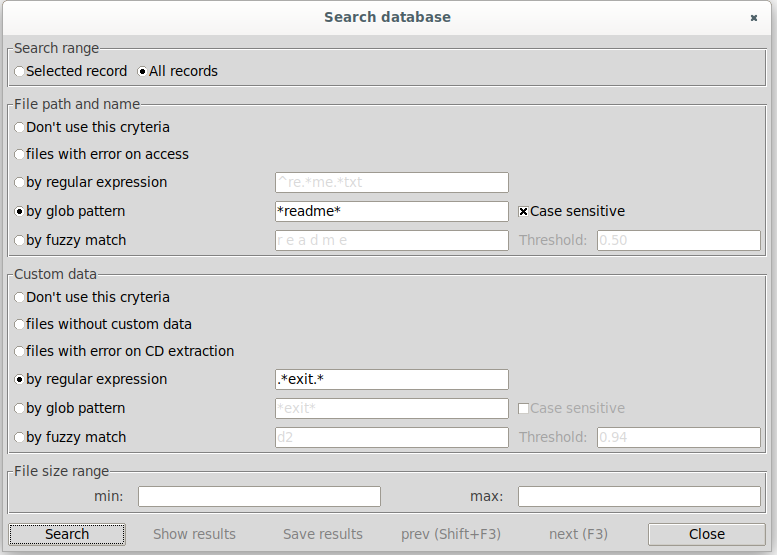 Search database
Search range
Selected record All records
File path and name
Don't use this cryteria
files with error on access
by regular expression ^re.*me.*txt
by glob pattern *readme* Case sensitive
by fuzzy match r e a d m e Threshold: 0.50
Custom data
Don't use this cryteria
files without custom data
files with error on CD extraction
by regular expression .*exit.*
by glob pattern *exit* Case sensitive
by fuzzy match d2 Threshold: 0.94
File size range
min: max:
Search Show results Save results prev (Shift+F3) next (F3) Close